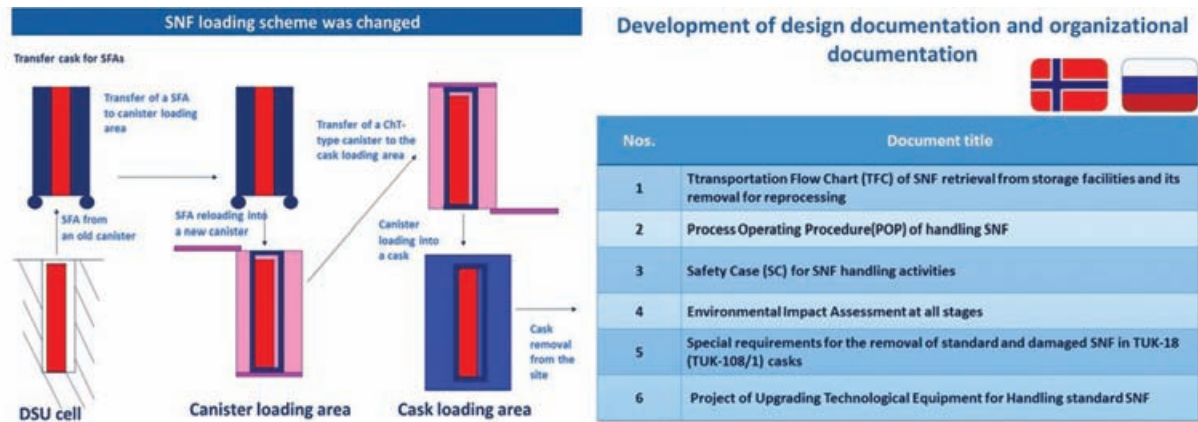 SNF loading scheme was changed
Transfer cask for SFAs
Transfer of a SFA
to canister loading
area
Transfer of a ChT-
type canister to the
cask loading area
SFA from
an old canister
SFA reloading into
a new canister
Canister
loading into
a cask
Cask
removal
from the
site
DSU cell
Canister loading area
Cask loading area
Development of design documentation and organizational
documentation
Nos.
Document title
1
Ttransportation Flow Chart (TFC) of SNF retrieval from storage facilities and its
removal for reprocessing
2
Process Operating Procedure(POP) of handling SNF
3
Safety Case (SC) for SNF handling activities
4
Environmental Impact Assessment at all stages
5
Special requirements for the removal of standard and damaged SNF in TUK-18
(TUK-108/1) casks
6
Project of Upgrading Technological Equipment for Handling standard SNF